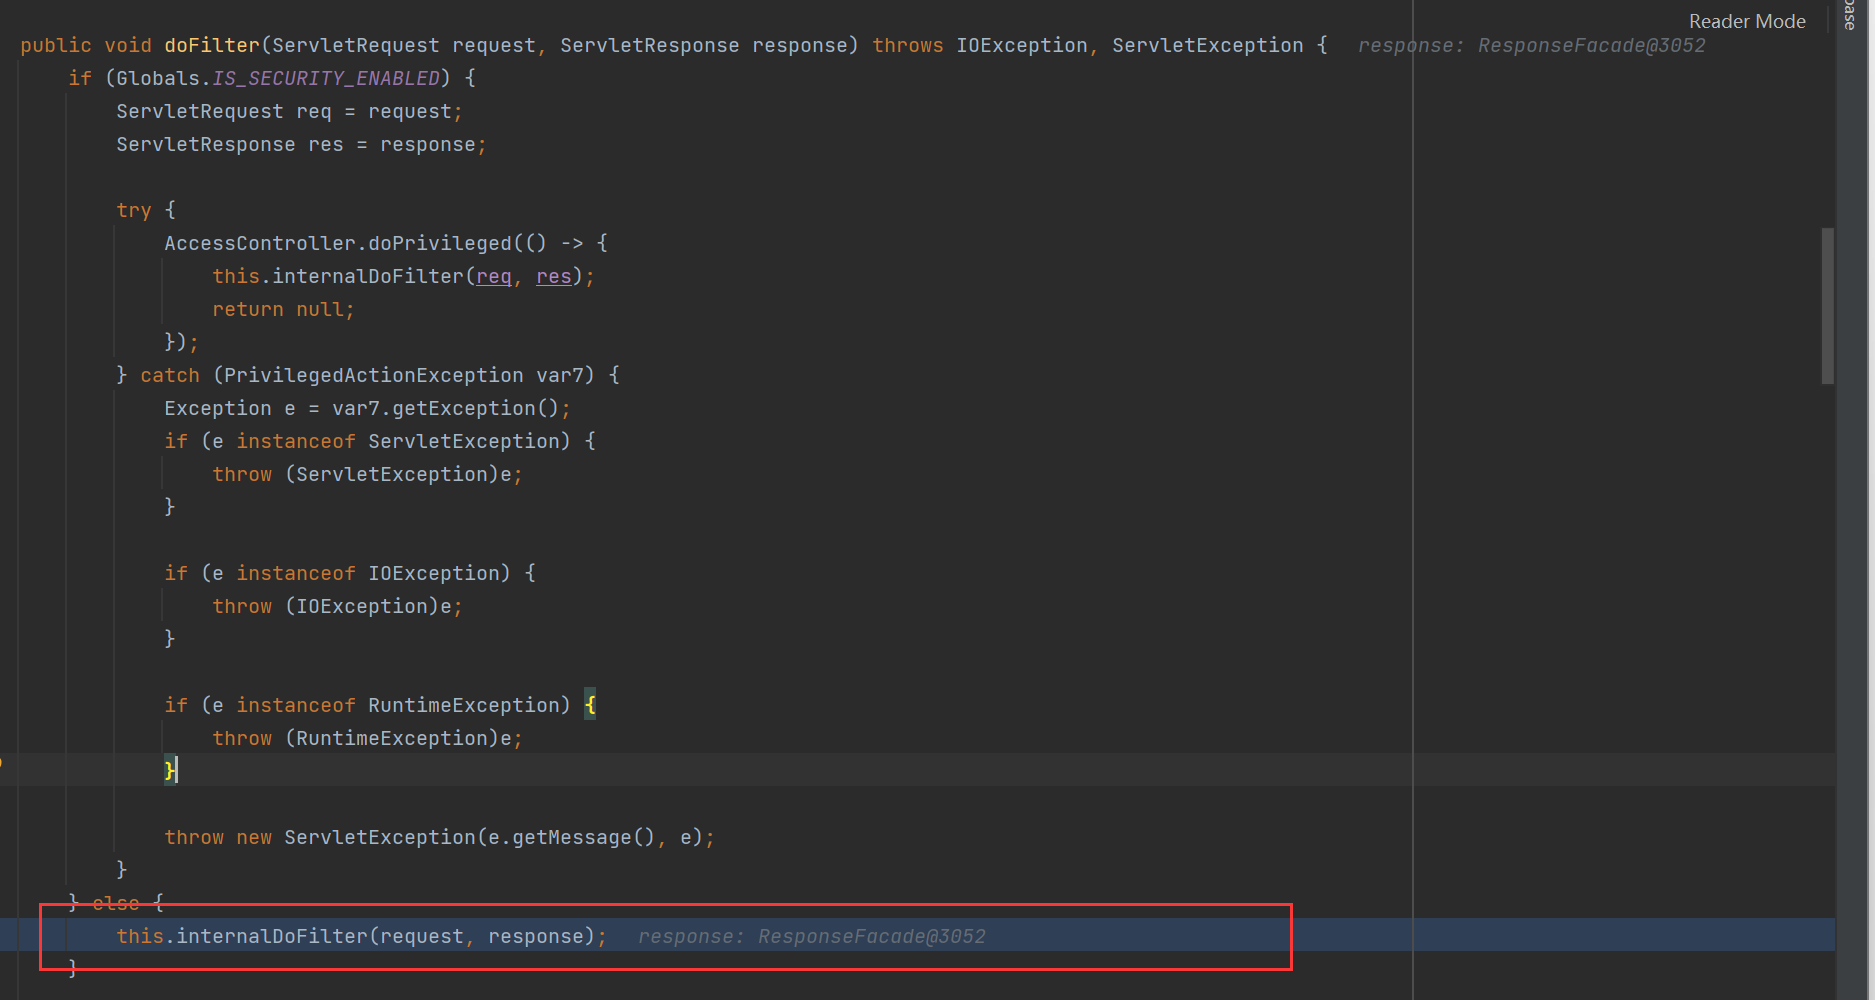 Reader Mode
public void doFilter(ServletRequest request, ServletResponse response) throws IOException, ServletException {   response: ResponseFacade@3052
    if (Globals.IS_SECURITY_ENABLED) {
        ServletRequest req = request;
        ServletResponse res = response;

        try {
            AccessController.doPrivileged(() -> {
                this.internalDoFilter(req, res);
                return null;
            });
        } catch (PrivilegedActionException var7) {
            Exception e = var7.getException();
            if (e instanceof ServletException) {
                throw (ServletException)e;
            }

            if (e instanceof IOException) {
                throw (IOException)e;
            }

            if (e instanceof RuntimeException) {
                throw (RuntimeException)e;
            }

            throw new ServletException(e.getMessage(), e);
        }
    } else {
        this.internalDoFilter(request, response);   response: ResponseFacade@3052
    }